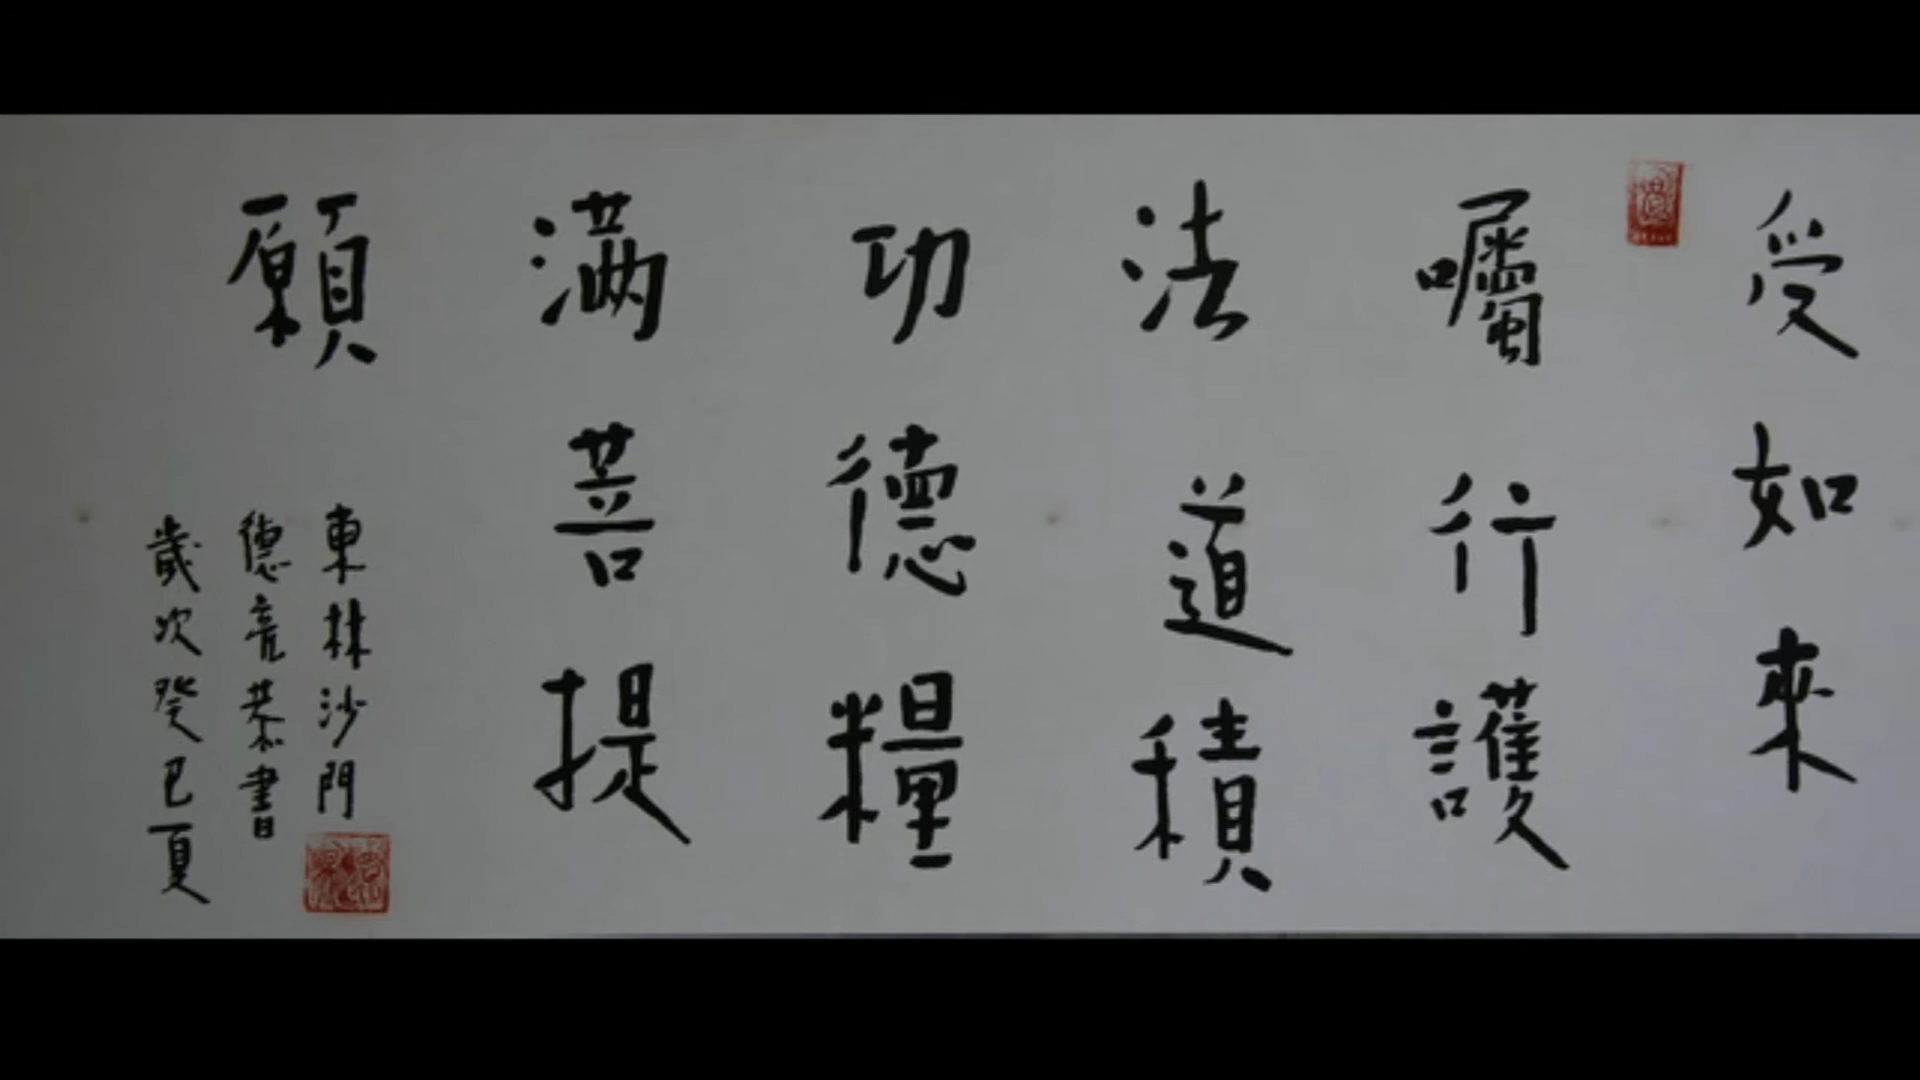 受如來
囑行護
法道積
功德糧
滿菩提
願
東林沙門
德亮恭書
歲次癸巳夏